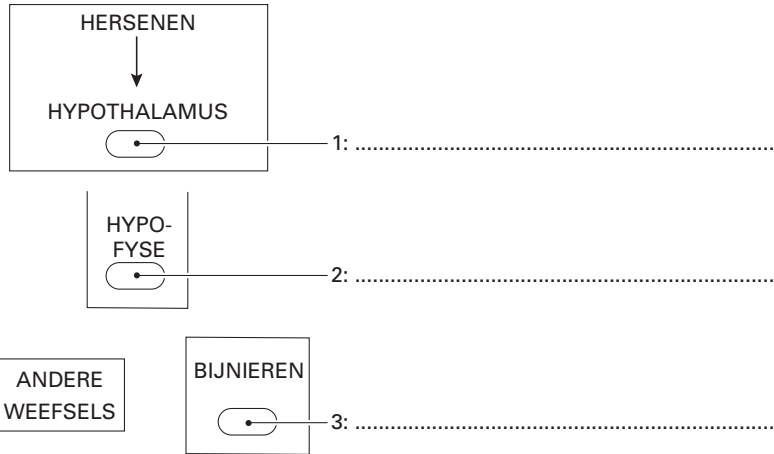 HERSENEN
HYPOTHALAMUS
1: ................................................................................
HYPO-
FYSE
2: ................................................................................
ANDERE
WEEFSELS
BIJNIEREN
3: ................................................................................